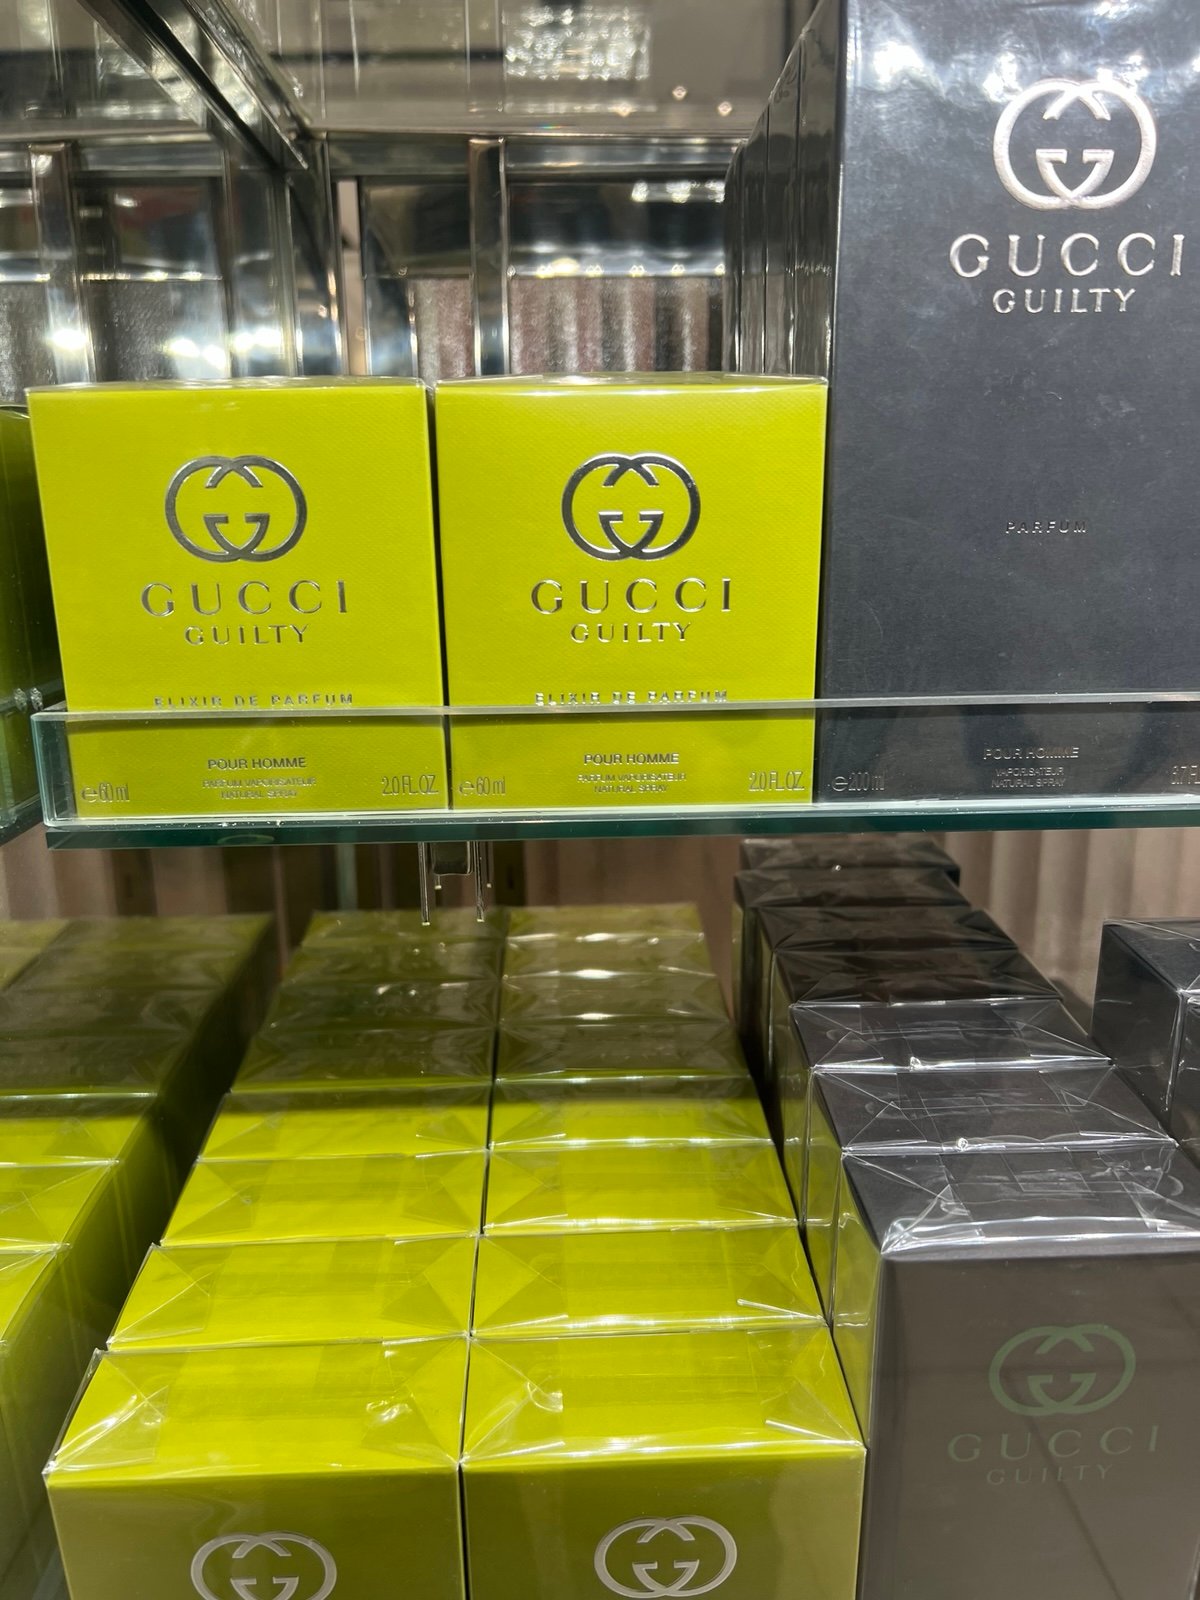 GUCCI
GUILTY
ELIXIR DE PARFUM
POUR HOMME
PARFUM VAPORISATEUR
NATURAL SPRAY
℮60 ml
2.0 FL.OZ
GUCCI
GUILTY
ELIXIR DE PARFUM
POUR HOMME
PARFUM VAPORISATEUR
NATURAL SPRAY
℮60 ml
2.0 FL.OZ
GUCCI
GUILTY
PARFUM
POUR HOMME
VAPORISATEUR
NATURAL SPRAY
℮200 ml
GUCCI
GUILTY